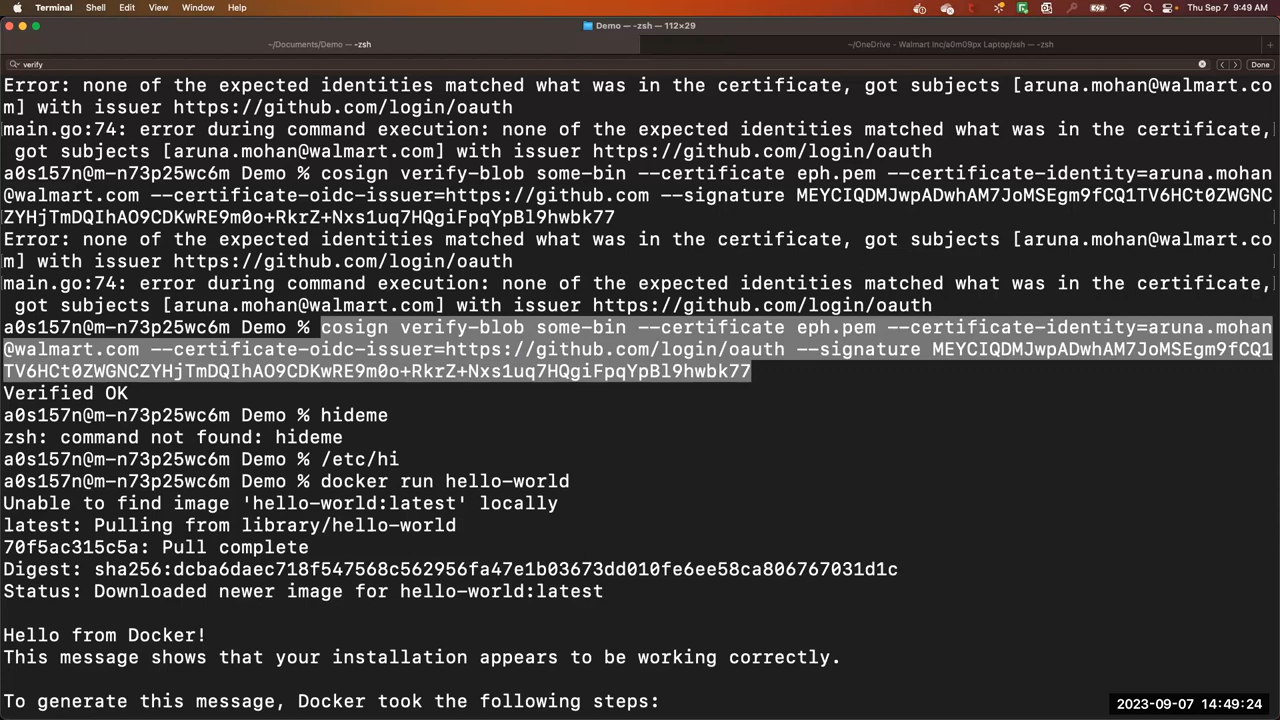 Terminal Shell Edit View Window Help Thu Sep 7 9:49 AM
Demo — -zsh — 112×29
~/Documents/Demo — -zsh ~/OneDrive - Walmart Inc/a0m09px Laptop/ssh — -zsh
verify Done
Error: none of the expected identities matched what was in the certificate, got subjects [aruna.mohan@walmart.co
m] with issuer https://github.com/login/oauth
main.go:74: error during command execution: none of the expected identities matched what was in the certificate,
got subjects [aruna.mohan@walmart.com] with issuer https://github.com/login/oauth
a0s157n@m-n73p25wc6m Demo % cosign verify-blob some-bin --certificate eph.pem --certificate-identity=aruna.mohan
@walmart.com --certificate-oidc-issuer=https://github.com --signature MEYCIQDMJwpADwhAM7JoMSEgm9fCQ1TV6HCt0ZWGNC
ZYHjTmDQIhAO9CDKwRE9m0o+RkrZ+Nxs1uq7HQgiFpqYpBl9hwbk77
Error: none of the expected identities matched what was in the certificate, got subjects [aruna.mohan@walmart.co
m] with issuer https://github.com/login/oauth
main.go:74: error during command execution: none of the expected identities matched what was in the certificate,
got subjects [aruna.mohan@walmart.com] with issuer https://github.com/login/oauth
a0s157n@m-n73p25wc6m Demo % cosign verify-blob some-bin --certificate eph.pem --certificate-identity=aruna.mohan
@walmart.com --certificate-oidc-issuer=https://github.com/login/oauth --signature MEYCIQDMJwpADwhAM7JoMSEgm9fCQ1
TV6HCt0ZWGNCZYHjTmDQIhAO9CDKwRE9m0o+RkrZ+Nxs1uq7HQgiFpqYpBl9hwbk77
Verified OK
a0s157n@m-n73p25wc6m Demo % hideme
zsh: command not found: hideme
a0s157n@m-n73p25wc6m Demo % /etc/hi
a0s157n@m-n73p25wc6m Demo % docker run hello-world
Unable to find image 'hello-world:latest' locally
latest: Pulling from library/hello-world
70f5ac315c5a: Pull complete
Digest: sha256:dcba6daec718f547568c562956fa47e1b03673dd010fe6ee58ca806767031d1c
Status: Downloaded newer image for hello-world:latest
Hello from Docker!
This message shows that your installation appears to be working correctly.
To generate this message, Docker took the following steps:
2023-09-07 14:49:24